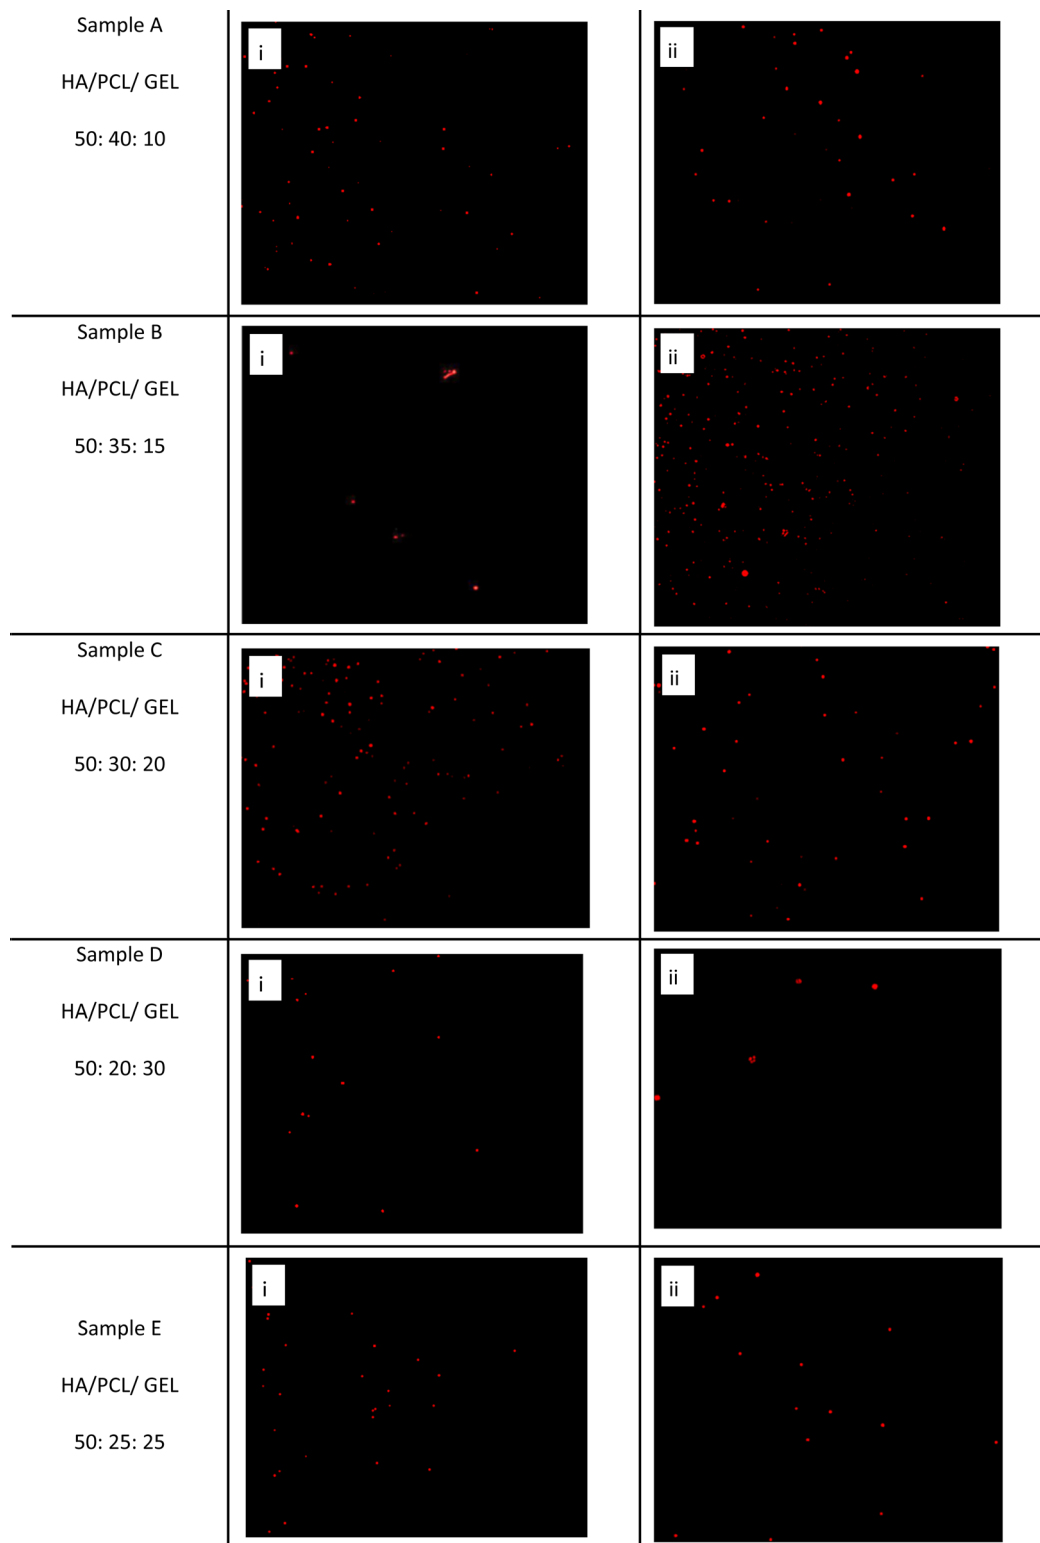 Sample A
HA/PCL/ GEL
50: 40: 10
i
ii
Sample B
HA/PCL/ GEL
50: 35: 15
i
ii
Sample C
HA/PCL/ GEL
50: 30: 20
i
ii
Sample D
HA/PCL/ GEL
50: 20: 30
i
ii
Sample E
HA/PCL/ GEL
50: 25: 25
i
ii